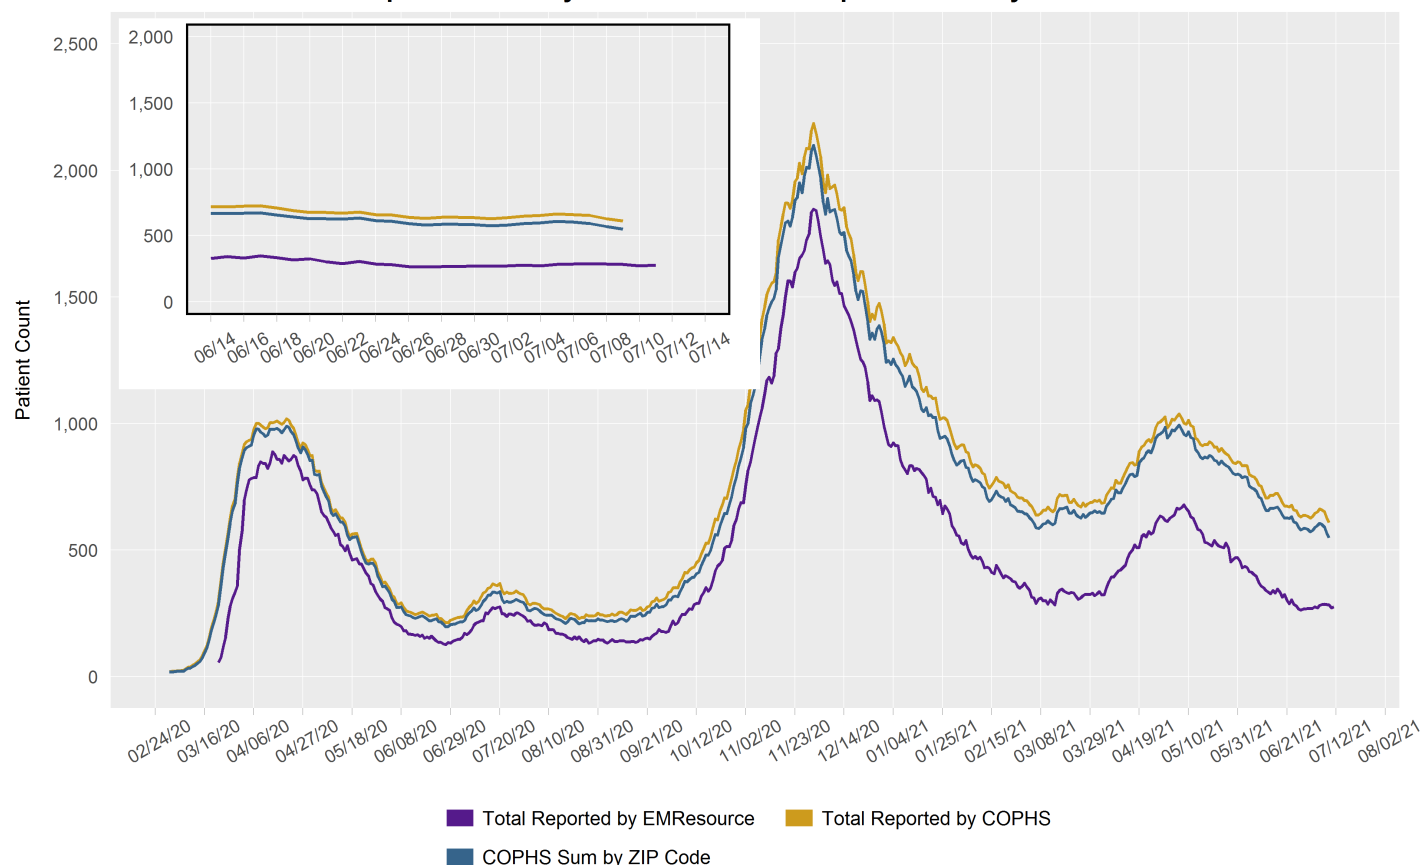 2,500
2,000
1,500
1,000
500
0
Patient Count
2,000
1,500
1,000
500
0
06/14 06/16 06/18 06/20 06/22 06/24 06/26 06/28 06/30 07/02 07/04 07/06 07/08 07/10 07/12 07/14
02/24/20 03/16/20 04/06/20 04/27/20 05/18/20 06/08/20 06/29/20 07/20/20 08/10/20 08/31/20 09/21/20 10/12/20 11/02/20 11/23/20 12/14/20 01/04/21 01/25/21 02/15/21 03/08/21 03/29/21 04/19/21 05/10/21 05/31/21 06/21/21 07/12/21 08/02/21
Total Reported by EMResource Total Reported by COPHS
COPHS Sum by ZIP Code